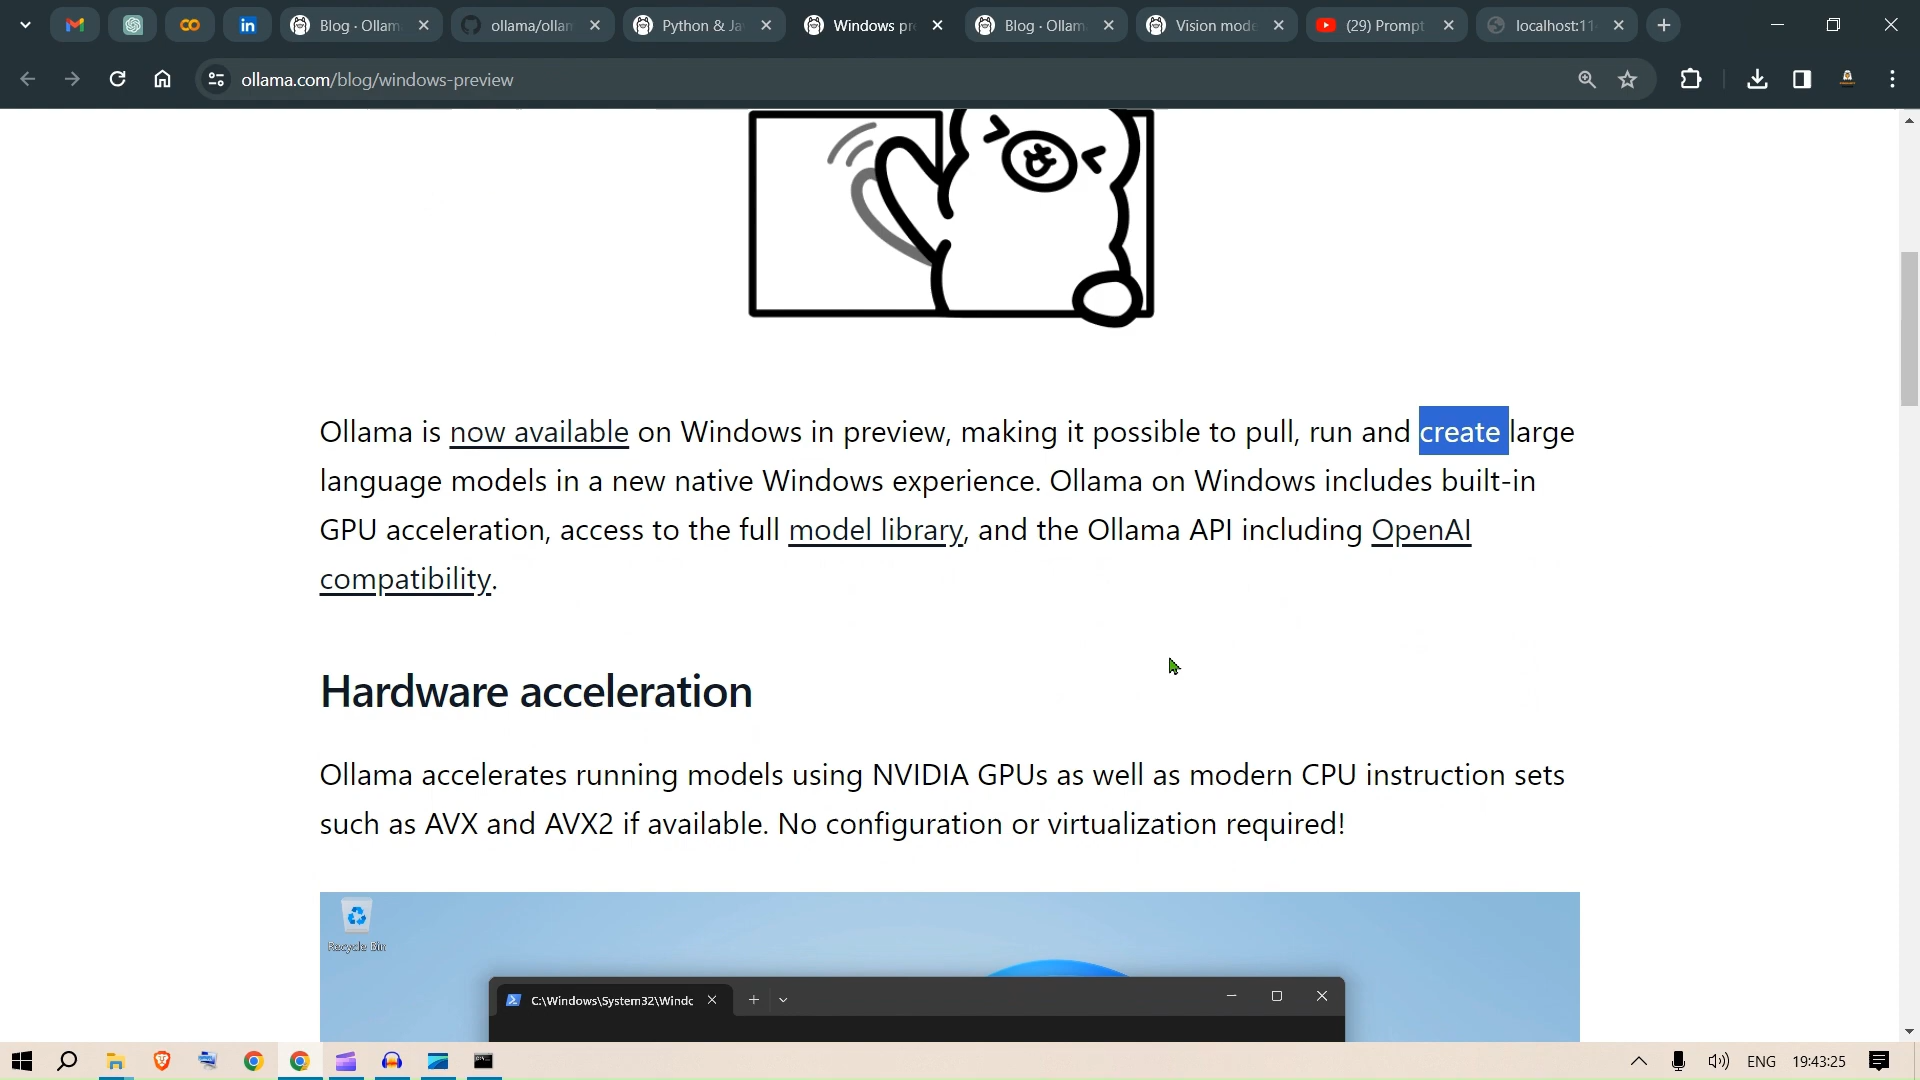 Blog · Ollam
ollama/ollam
Python & Ja
Windows pr
Blog · Ollam
Vision mode
(29) Prompt
localhost:11
ollama.com/blog/windows-preview
Ollama is now available on Windows in preview, making it possible to pull, run and create large
language models in a new native Windows experience. Ollama on Windows includes built-in
GPU acceleration, access to the full model library, and the Ollama API including OpenAI
compatibility.
Hardware acceleration
Ollama accelerates running models using NVIDIA GPUs as well as modern CPU instruction sets
such as AVX and AVX2 if available. No configuration or virtualization required!
Recycle Bin
C:\Windows\System32\Windc
ENG
19:43:25